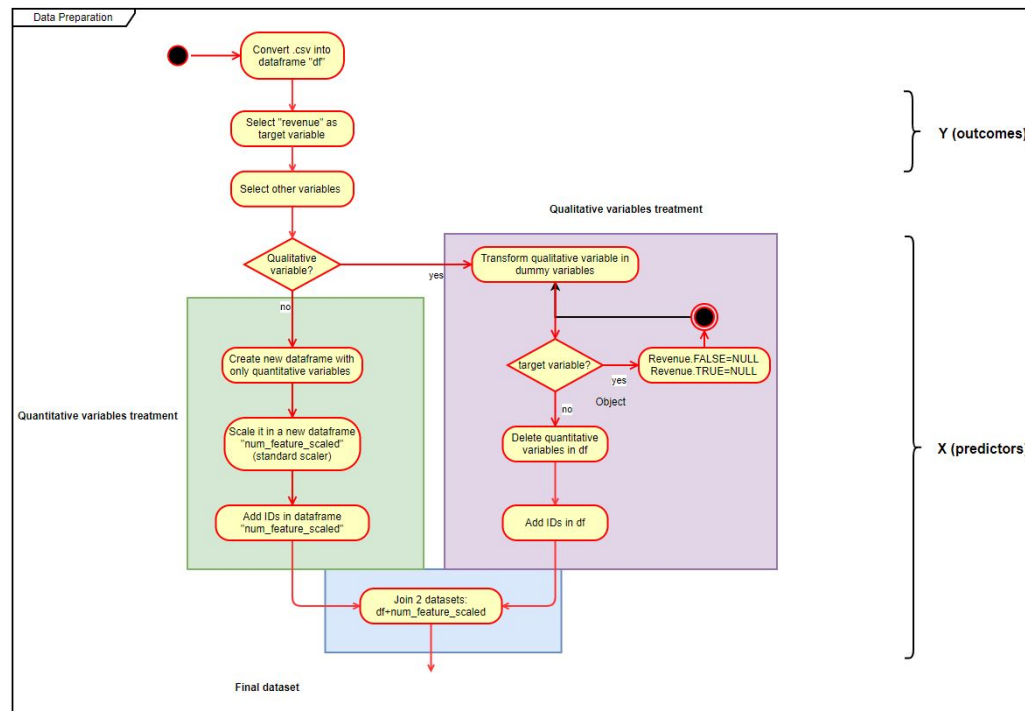 Data Preparation
Convert .csv into
dataframe "df"
Select "revenue" as
target variable
Y (outcomes)
Select other variables
Qualitative variables treatment
Qualitative
variable?
yes
Transform qualitative variable in
dummy variables
no
Create new dataframe with
only quantitative variables
target variable?
yes
Revenue.FALSE=NULL
Revenue.TRUE=NULL
Object
no
Quantitative variables treatment
Scale it in a new dataframe
"num_feature_scaled"
(standard scaler)
Delete quantitative
variables in df
X (predictors)
Add IDs in dataframe
"num_feature_scaled"
Add IDs in df
Join 2 datasets:
df+num_feature_scaled
Final dataset